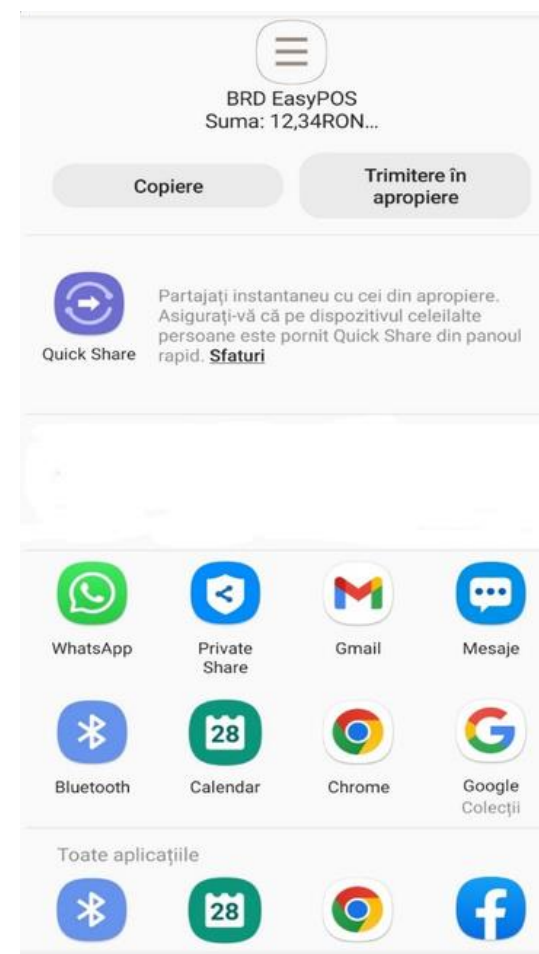 BRD EasyPOS
Suma: 12,34RON...
Copiere
Trimitere în
apropiere
Partajați instantaneu cu cei din apropiere.
Asigurați-vă că pe dispozitivul celeilalte
persoane este pornit Quick Share din panoul
rapid. Sfaturi
Quick Share
WhatsApp
Private
Share
Gmail
Mesaje
28
Bluetooth
Calendar
Chrome
Google
Colecții
Toate aplicațiile
28